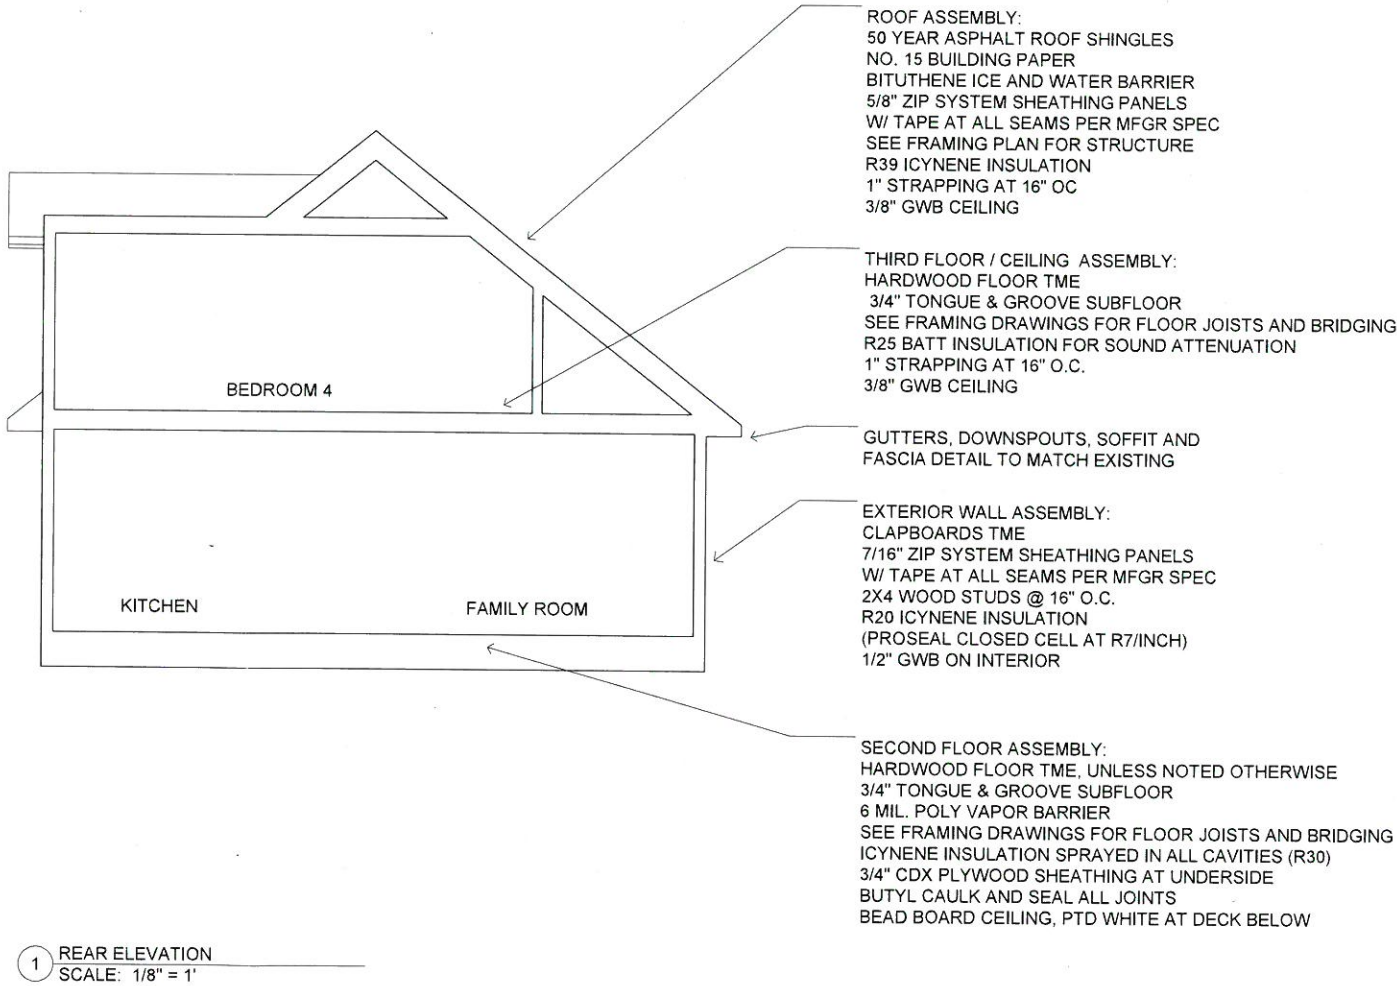 ROOF ASSEMBLY:
50 YEAR ASPHALT ROOF SHINGLES
NO. 15 BUILDING PAPER
BITUTHENE ICE AND WATER BARRIER
5/8" ZIP SYSTEM SHEATHING PANELS
W/ TAPE AT ALL SEAMS PER MFGR SPEC
SEE FRAMING PLAN FOR STRUCTURE
R39 ICYNENE INSULATION
1" STRAPPING AT 16" OC
3/8" GWB CEILING
THIRD FLOOR / CEILING ASSEMBLY:
HARDWOOD FLOOR TME
3/4" TONGUE & GROOVE SUBFLOOR
SEE FRAMING DRAWINGS FOR FLOOR JOISTS AND BRIDGING
R25 BATT INSULATION FOR SOUND ATTENUATION
1" STRAPPING AT 16" O.C.
3/8" GWB CEILING
BEDROOM 4
GUTTERS, DOWNSPOUTS, SOFFIT AND
FASCIA DETAIL TO MATCH EXISTING
EXTERIOR WALL ASSEMBLY:
CLAPBOARDS TME
7/16" ZIP SYSTEM SHEATHING PANELS
W/ TAPE AT ALL SEAMS PER MFGR SPEC
2X4 WOOD STUDS @ 16" O.C.
R20 ICYNENE INSULATION
(PROSEAL CLOSED CELL AT R7/INCH)
1/2" GWB ON INTERIOR
KITCHEN
FAMILY ROOM
SECOND FLOOR ASSEMBLY:
HARDWOOD FLOOR TME, UNLESS NOTED OTHERWISE
3/4" TONGUE & GROOVE SUBFLOOR
6 MIL. POLY VAPOR BARRIER
SEE FRAMING DRAWINGS FOR FLOOR JOISTS AND BRIDGING
ICYNENE INSULATION SPRAYED IN ALL CAVITIES (R30)
3/4" CDX PLYWOOD SHEATHING AT UNDERSIDE
BUTYL CAULK AND SEAL ALL JOINTS
BEAD BOARD CEILING, PTD WHITE AT DECK BELOW
1
REAR ELEVATION
SCALE: 1/8" = 1'